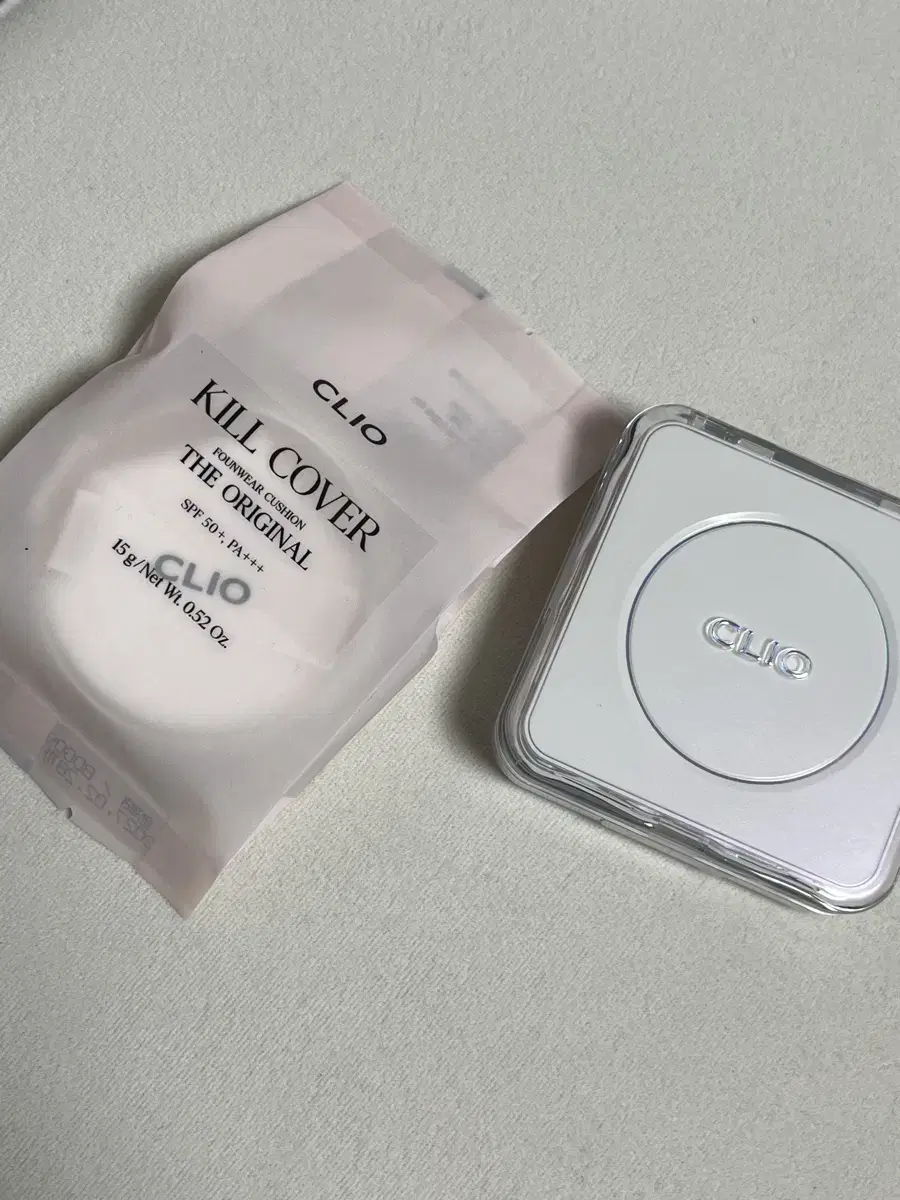 CLIO
KILL COVER
FOUNWEAR CUSHION
THE ORIGINAL
SPF 50+, PA+++
15 g/Net Wt. 0.52 Oz.
CLIO
CLIO